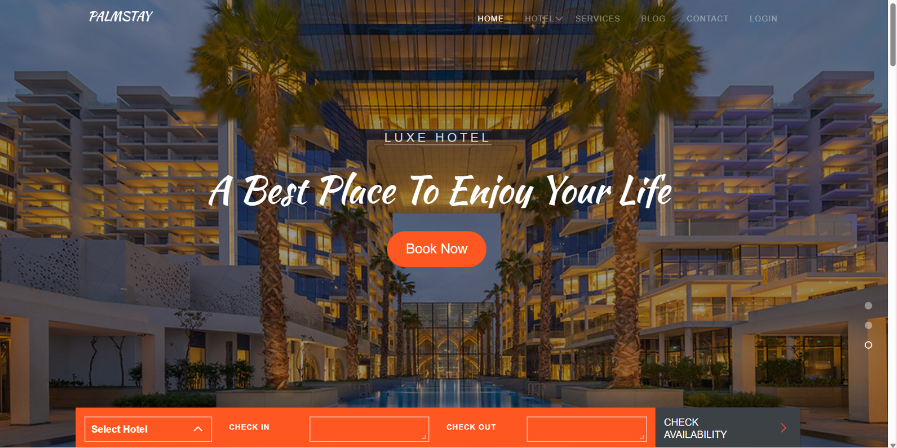 PALMSTAY
HOME HOTEL SERVICES BLOG CONTACT LOGIN
LUXE HOTEL
A Best Place To Enjoy Your Life
Book Now
Select Hotel
CHECK IN
CHECK OUT
CHECK
AVAILABILITY